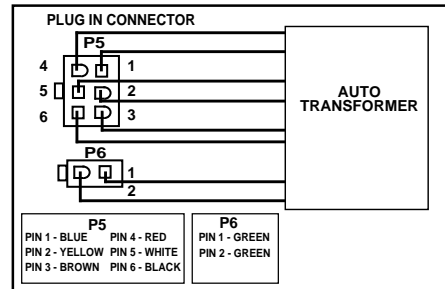 PLUG IN CONNECTOR
P5
4 1
5 2
6 3
P6
1
2
AUTO
TRANSFORMER
P5
PIN 1 - BLUE PIN 4 - RED
PIN 2 - YELLOW PIN 5 - WHITE
PIN 3 - BROWN PIN 6 - BLACK
P6
PIN 1 - GREEN
PIN 2 - GREEN